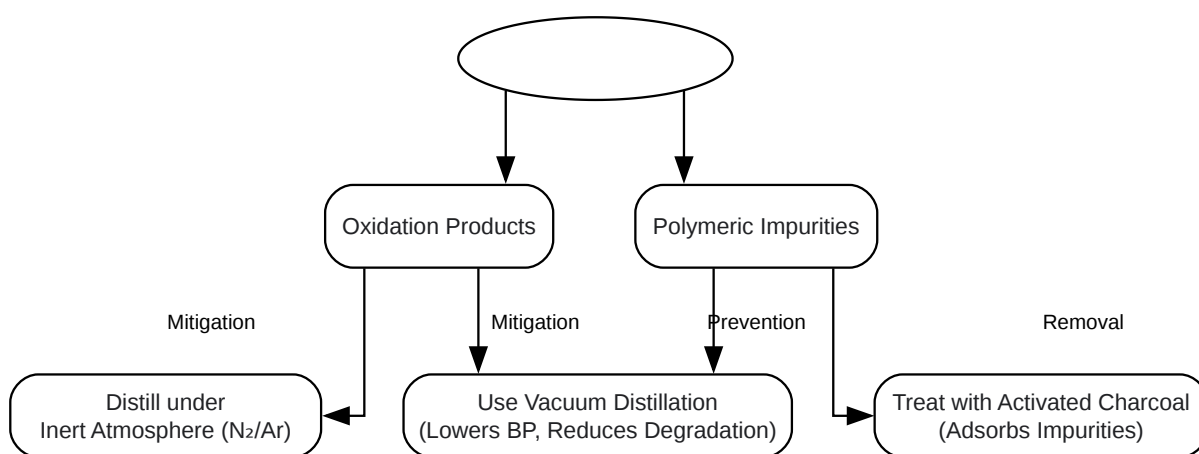 Oxidation Products
Polymeric Impurities
Mitigation
Mitigation
Prevention
Removal
Distill under
Inert Atmosphere (N₂/Ar)
Use Vacuum Distillation
(Lowers BP, Reduces Degradation)
Treat with Activated Charcoal
(Adsorbs Impurities)